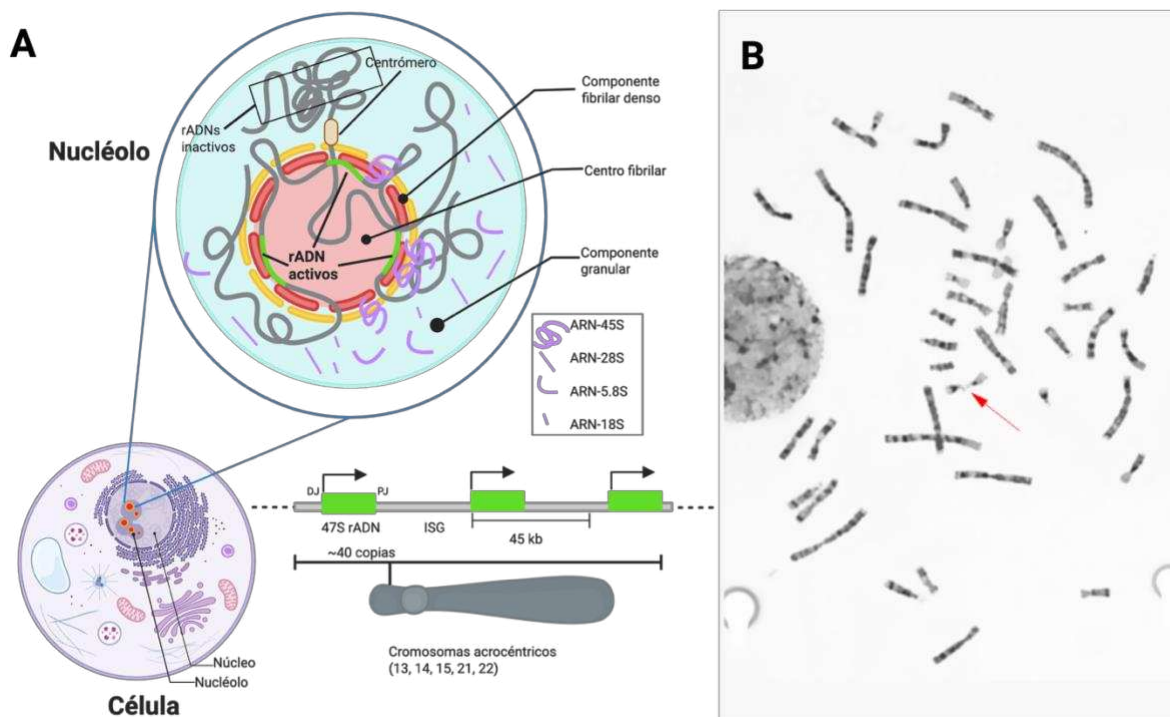 A
Nucléolo
Centrómero
rADNs
inactivos
rADN
activos
Componente
fibrilar denso
Centro fibrilar
Componente
granular
ARN-45S
ARN-28S
ARN-5.8S
ARN-18S
Núcleo
Nucléolo
Célula
DJ
PJ
47S rADN
ISG
45 kb
~40 copias
Cromosomas acrocéntricos
(13, 14, 15, 21, 22)
B